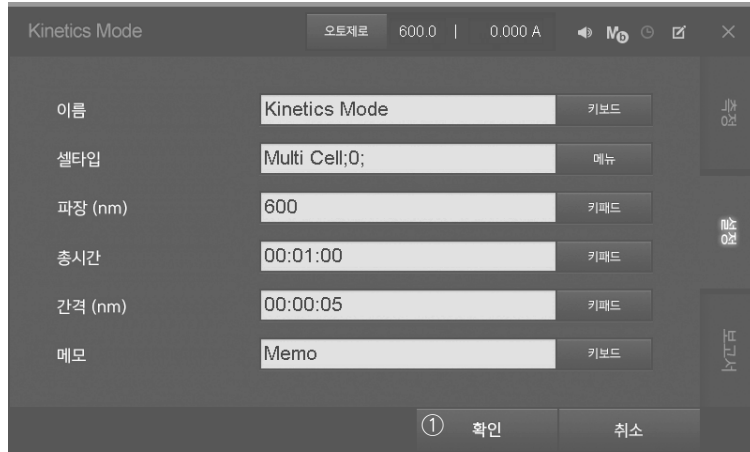 Kinetics Mode 오토제로 600.0 | 0.000 A
측정
이름 Kinetics Mode 키보드
셀타입 Multi Cell;0; 메뉴
파장 (nm) 600 키패드
설정
총시간 00:01:00 키패드
간격 (nm) 00:00:05 키패드
보고서
메모 Memo 키보드
① 확인 취소